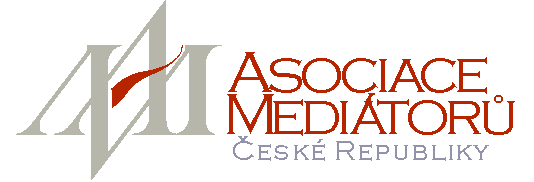 Asociace
Mediátorů
České Republiky